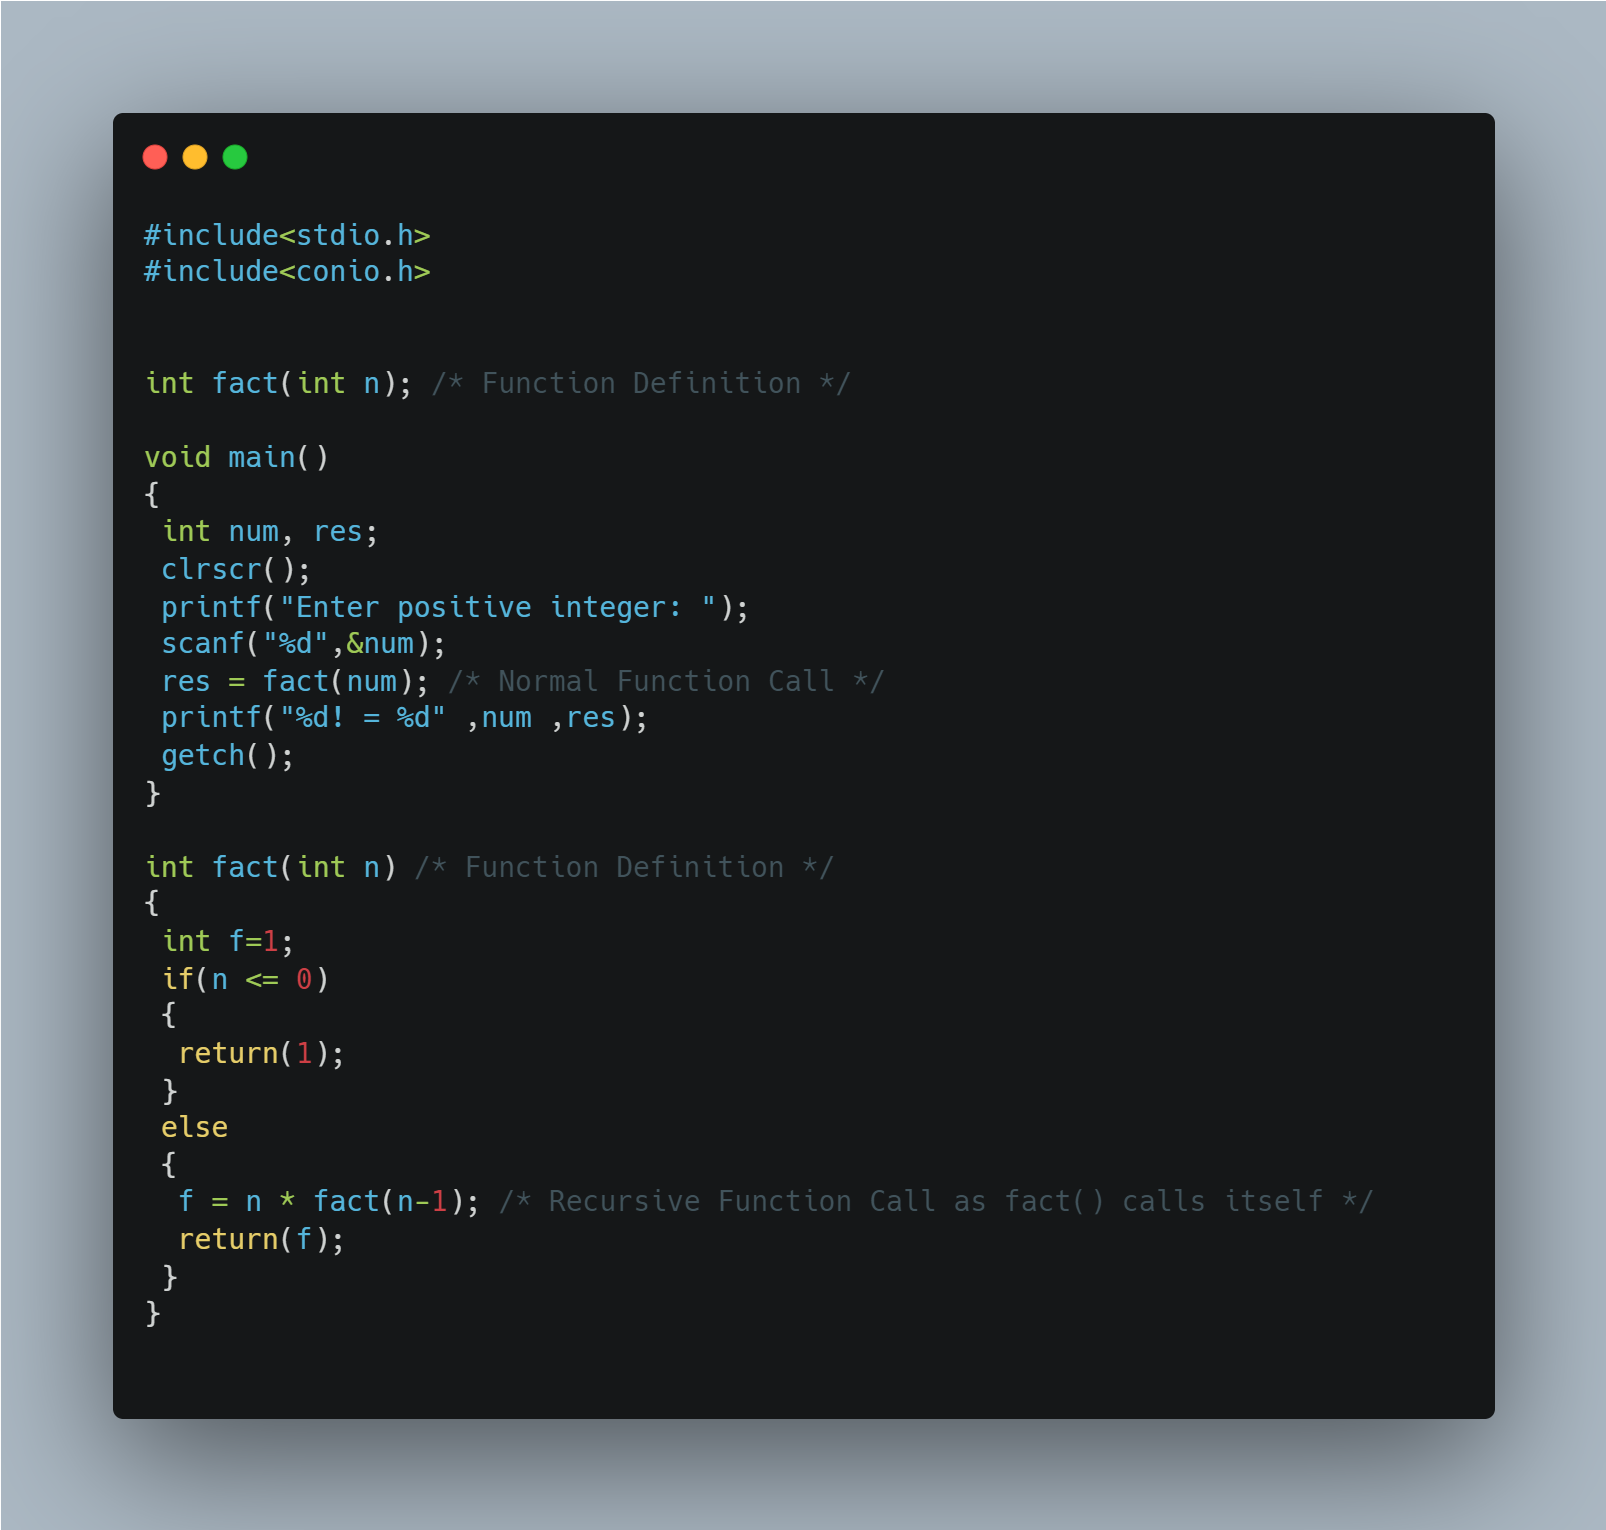 #include<stdio.h>
#include<conio.h>
int fact(int n); /* Function Definition */
void main()
{
 int num, res;
 clrscr();
 printf("Enter positive integer: ");
 scanf("%d",&num);
 res = fact(num); /* Normal Function Call */
 printf("%d! = %d" ,num ,res);
 getch();
}
int fact(int n) /* Function Definition */
{
 int f=1;
 if(n <= 0)
 {
  return(1);
 }
 else
 {
  f = n * fact(n-1); /* Recursive Function Call as fact() calls itself */
  return(f);
 }
}